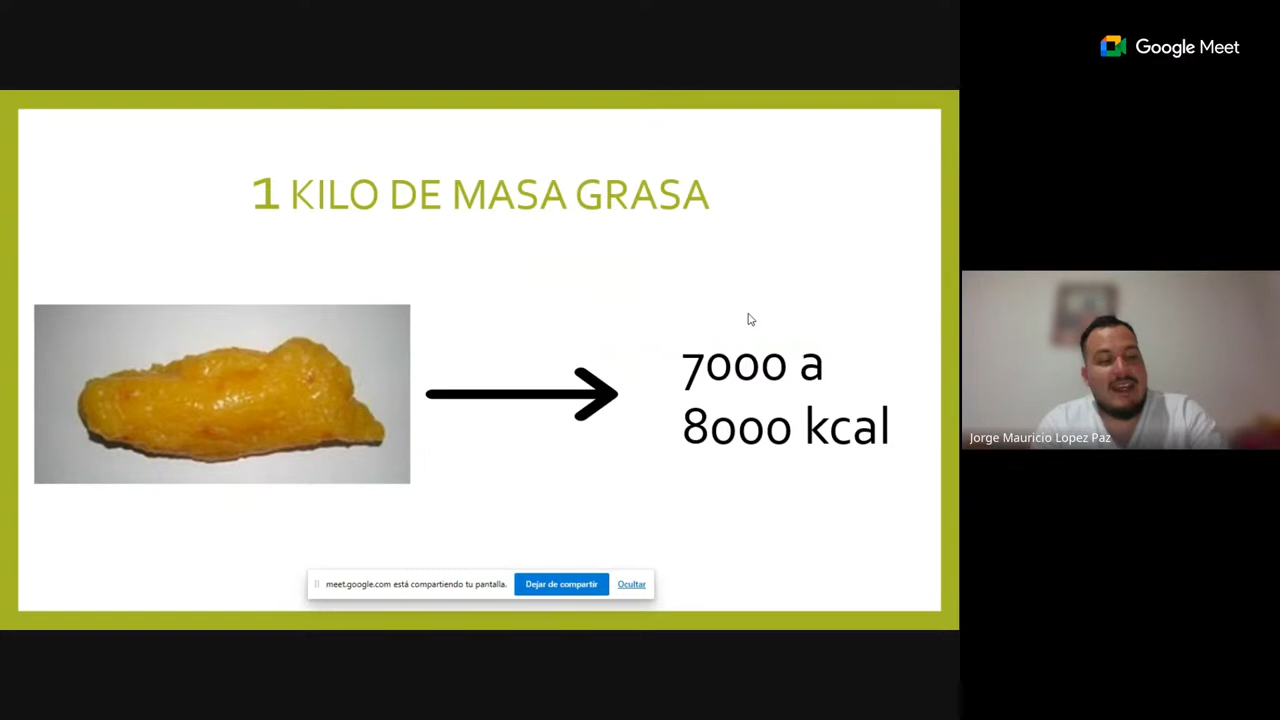 Google Meet
1 KILO DE MASA GRASA
7000 a
8000 kcal
Jorge Mauricio Lopez Paz
meet.google.com está compartiendo tu pantalla.
Dejar de compartir
Ocultar